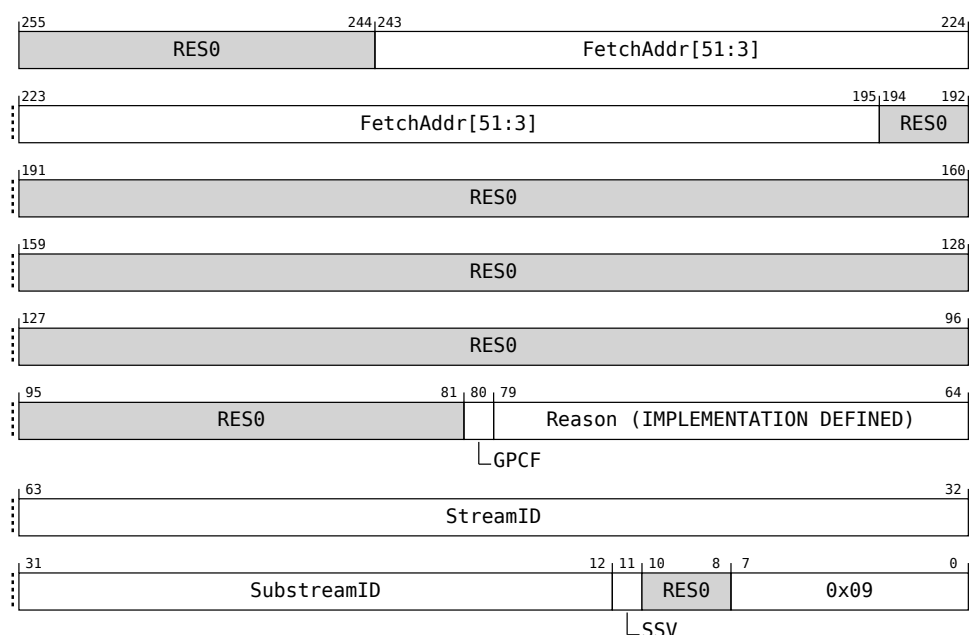 255 244 243 224
RES0 FetchAddr[51:3]
223 195 194 192
FetchAddr[51:3] RES0
191 160
RES0
159 128
RES0
127 96
RES0
95 81 80 79 64
RES0 Reason (IMPLEMENTATION DEFINED)
GPCF
63 32
StreamID
31 12 11 10 8 7 0
SubstreamID RES0 0x09
SSV